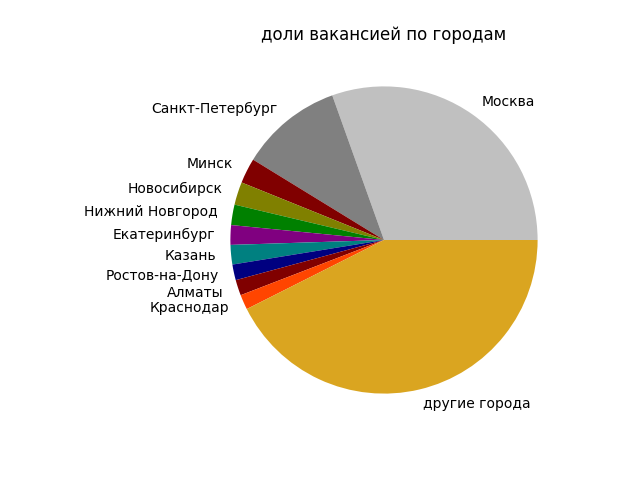 доли вакансией по городам
Москва
Санкт-Петербург
Минск
Новосибирск
Нижний Новгород
Екатеринбург
Казань
Ростов-на-Дону
Алматы
Краснодар
другие города